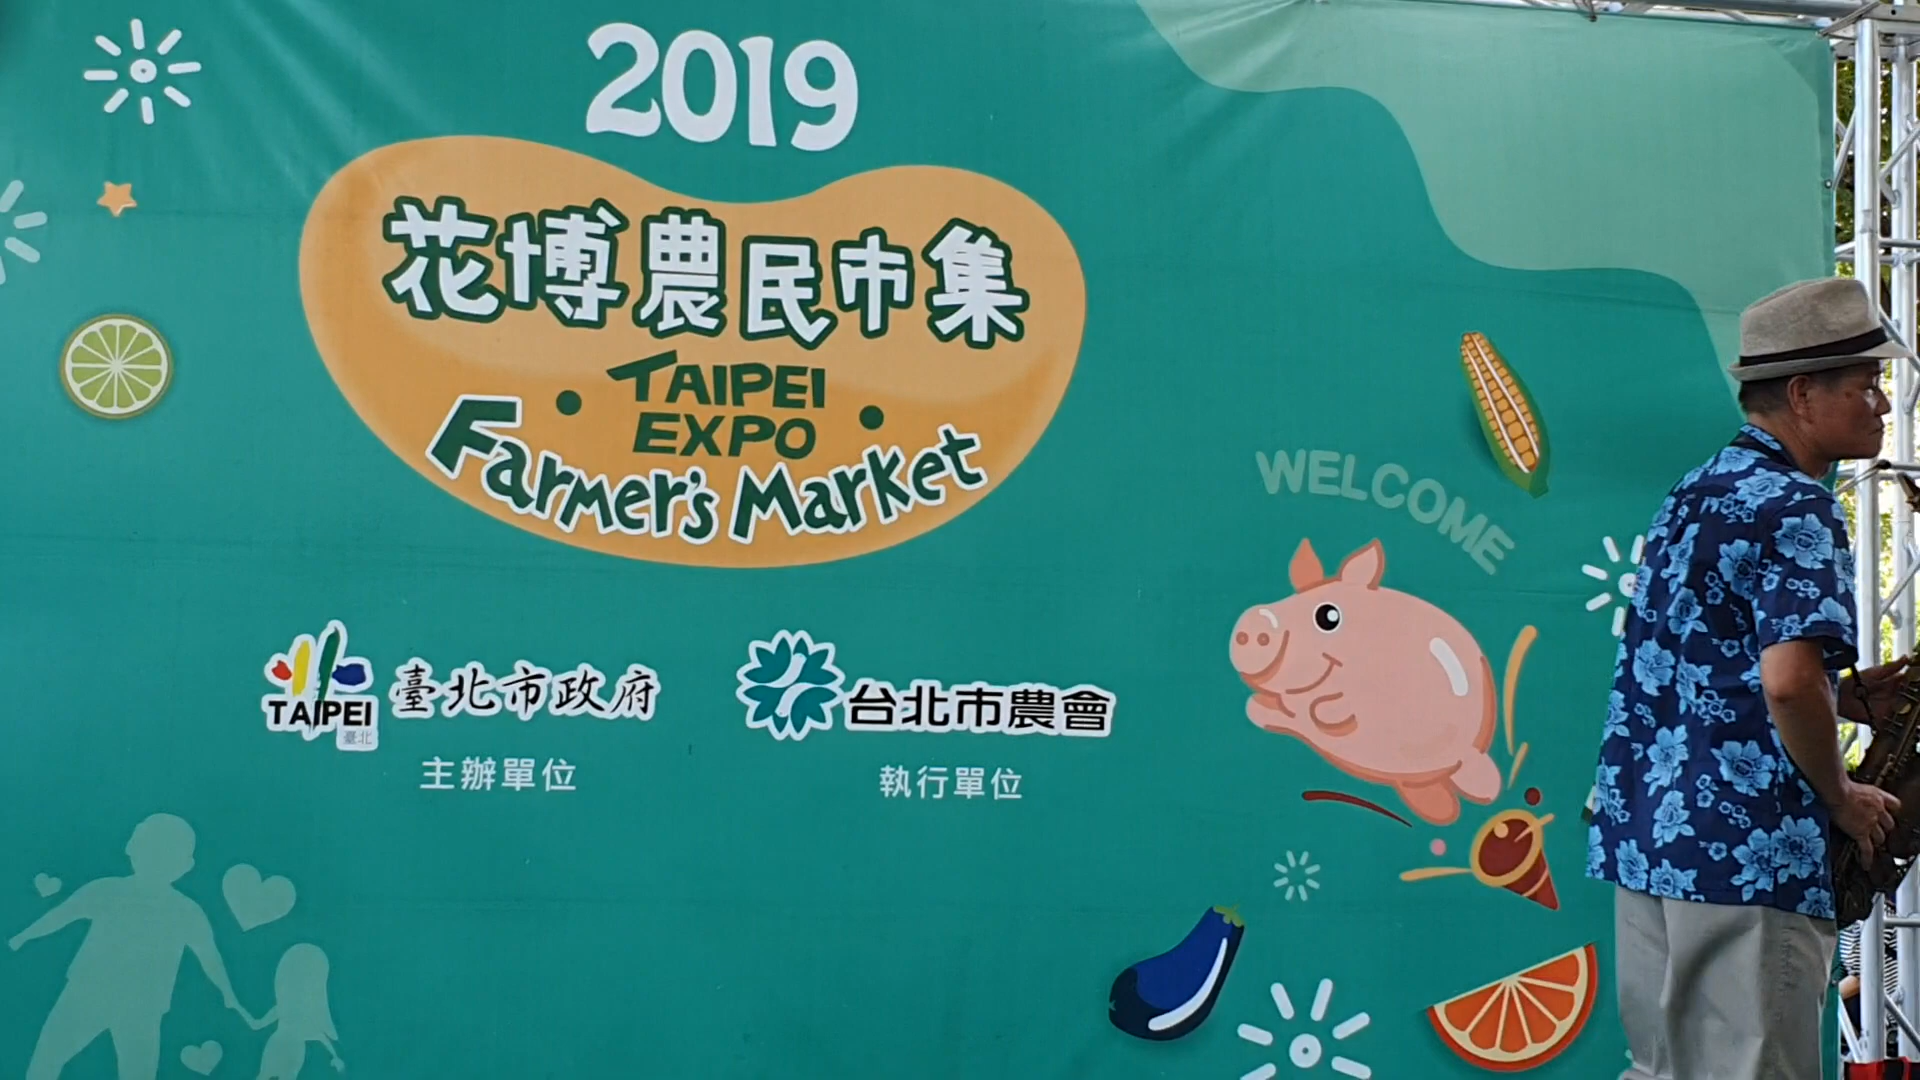 2019
花博農民市集
TAIPEI
EXPO
Farmer's Market
WELCOME
TAIPEI
臺北
臺北市政府
台北市農會
主辦單位
執行單位